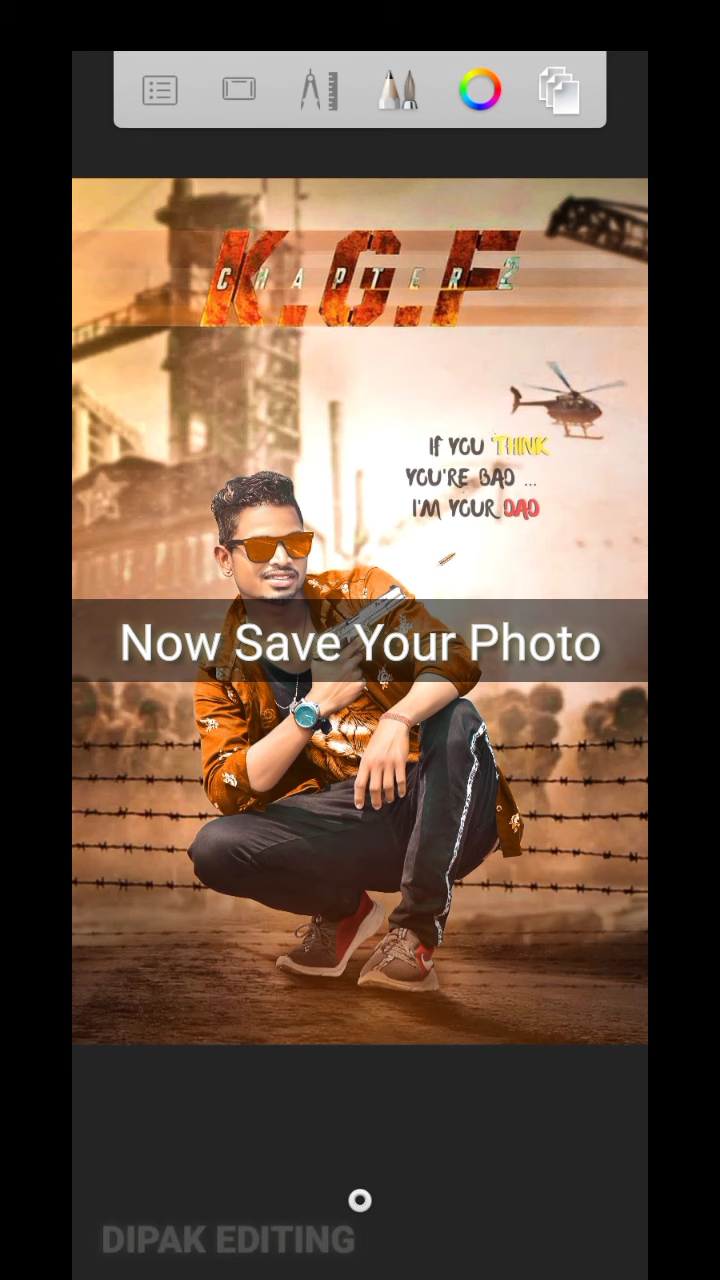 K.G.F
CHAPTER 2
IF YOU THINK
YOU'RE BAD ...
I'M YOUR DAD
Now Save Your Photo
DIPAK EDITING